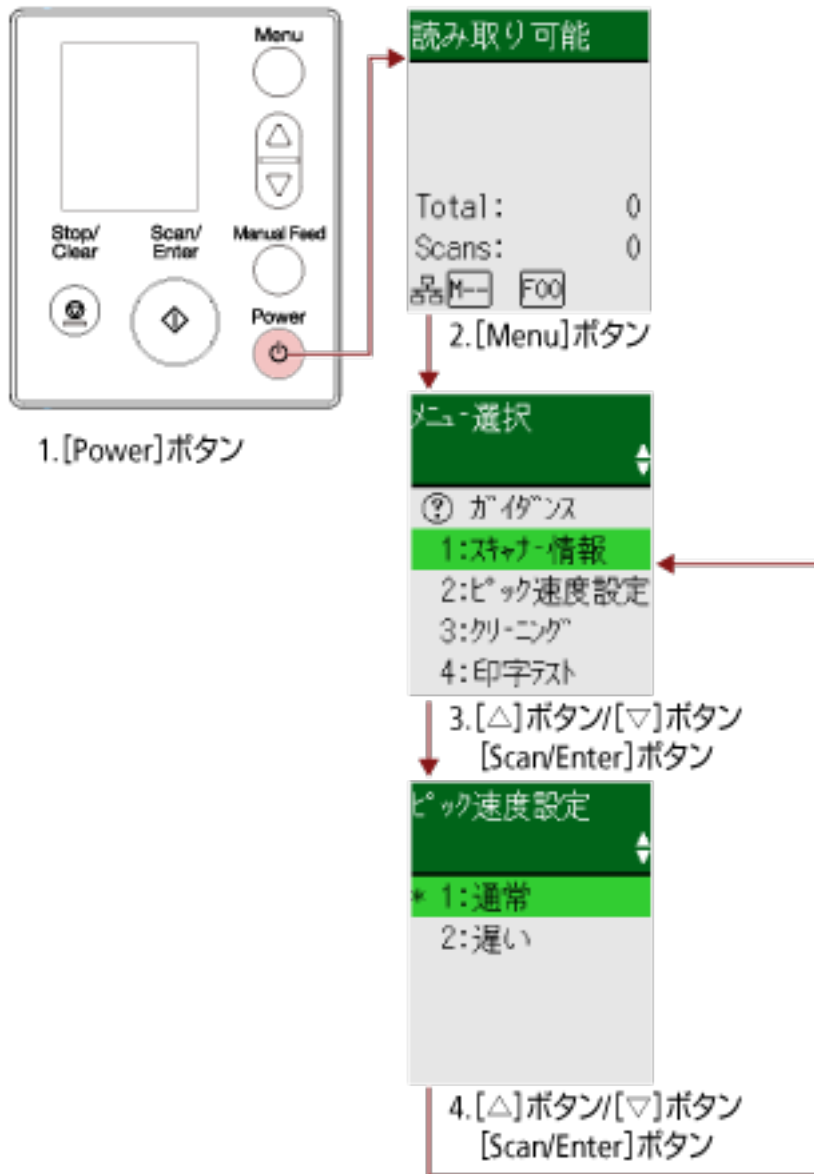 Menu
Stop/
Clear
Scan/
Enter
Manual Feed
Power
1.[Power]ボタン
読み取り可能
Total: 0
Scans: 0
M-- F00
2.[Menu]ボタン
ﾒﾆｭｰ選択
? ｶﾞｲﾀﾞﾝｽ
1:ｽｷｬﾅｰ情報
2:ﾋﾟｯｸ速度設定
3:ｸﾘｰﾆﾝｸﾞ
4:印字ﾃｽﾄ
3.[△]ボタン/[▽]ボタン
[Scan/Enter]ボタン
ﾋﾟｯｸ速度設定
* 1:通常
2:遅い
4.[△]ボタン/[▽]ボタン
[Scan/Enter]ボタン